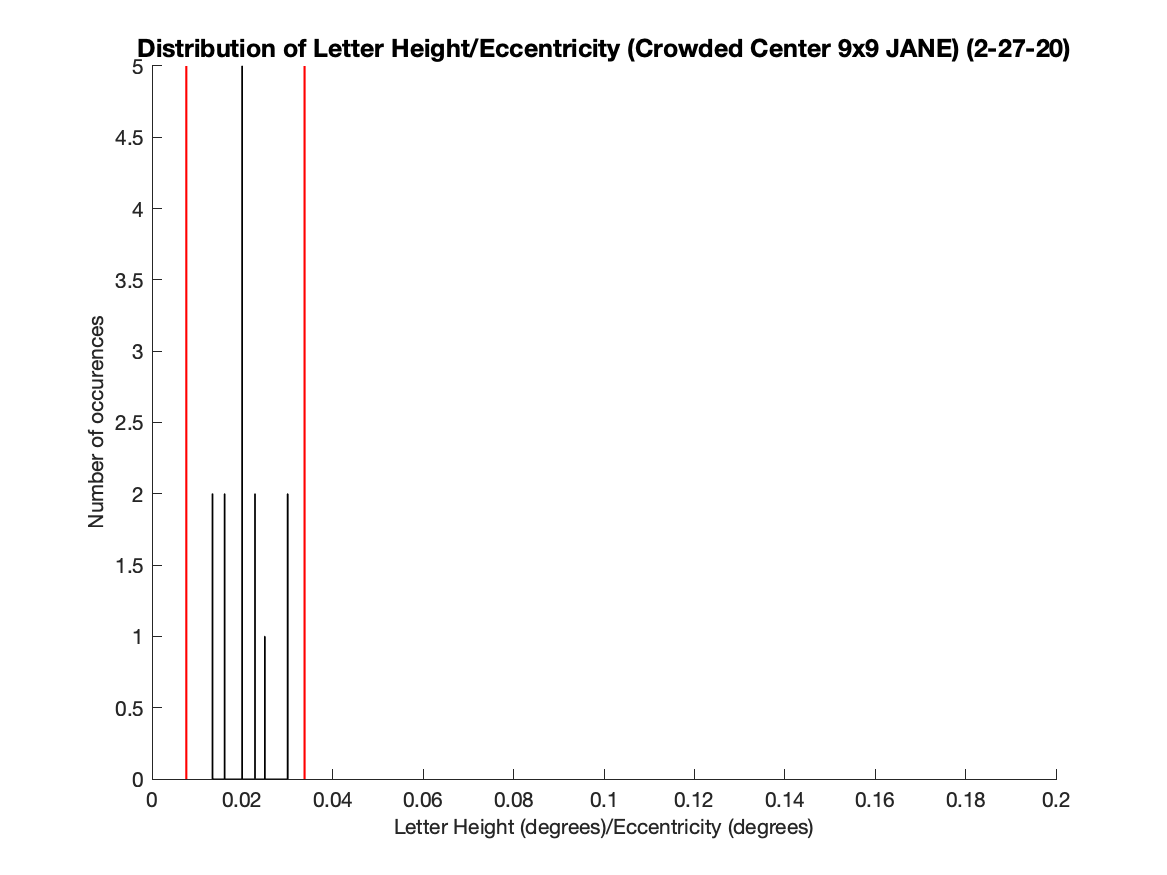 Distribution of Letter Height/Eccentricity (Crowded Center 9x9 JANE) (2-27-20)
5
4.5
4
3.5
3
2.5
2
1.5
1
0.5
0
Number of occurences
0 0.02 0.04 0.06 0.08 0.1 0.12 0.14 0.16 0.18 0.2
Letter Height (degrees)/Eccentricity (degrees)